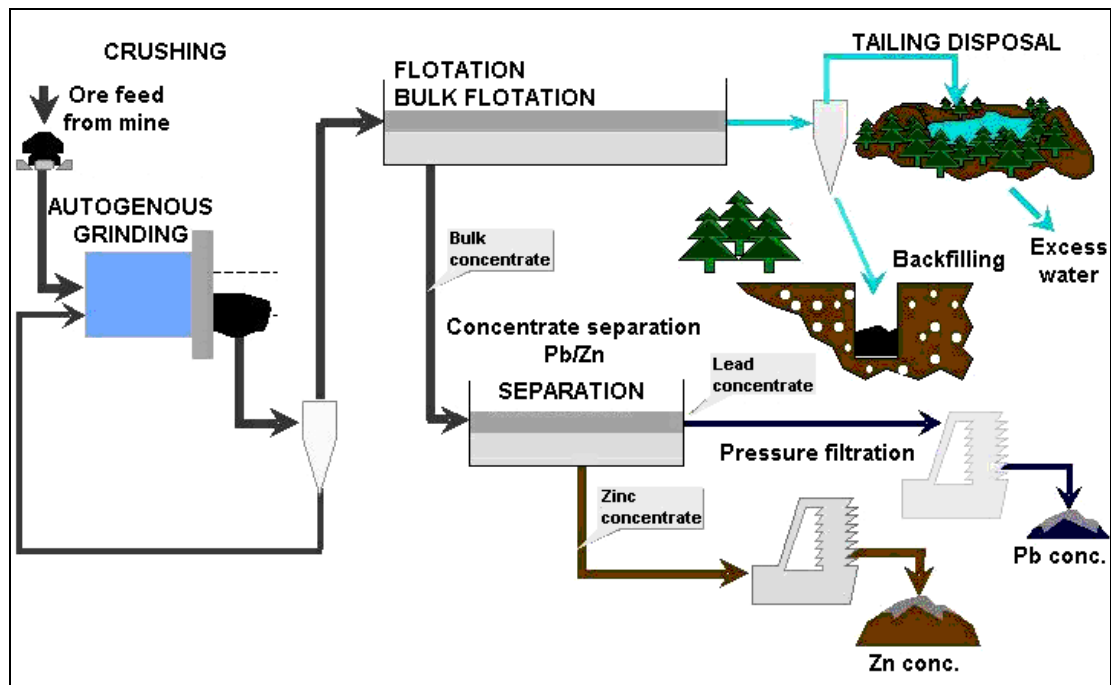 CRUSHING
Ore feed
from mine
AUTOGENOUS
GRINDING
FLOTATION
BULK FLOTATION
TAILING DISPOSAL
Bulk
concentrate
Backfilling
Excess
water
Concentrate separation
Pb/Zn
SEPARATION
Lead
concentrate
Pressure filtration
Zinc
concentrate
Pb conc.
Zn conc.